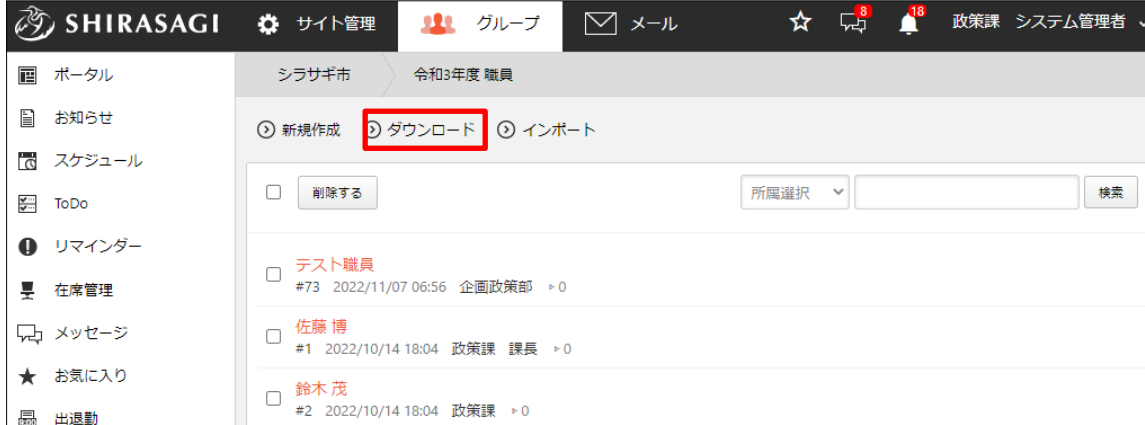 SHIRASAGI サイト管理 グループ メール 8 18 政策課 システム管理者
ポータル
お知らせ
スケジュール
ToDo
リマインダー
在席管理
メッセージ
お気に入り
出退勤
シラサギ市 令和3年度 職員
新規作成 ダウンロード インポート
削除する 所属選択 検索
テスト職員
#73 2022/11/07 06:56 企画政策部 ▹0
佐藤 博
#1 2022/10/14 18:04 政策課 課長 ▹0
鈴木 茂
#2 2022/10/14 18:04 政策課 ▹0